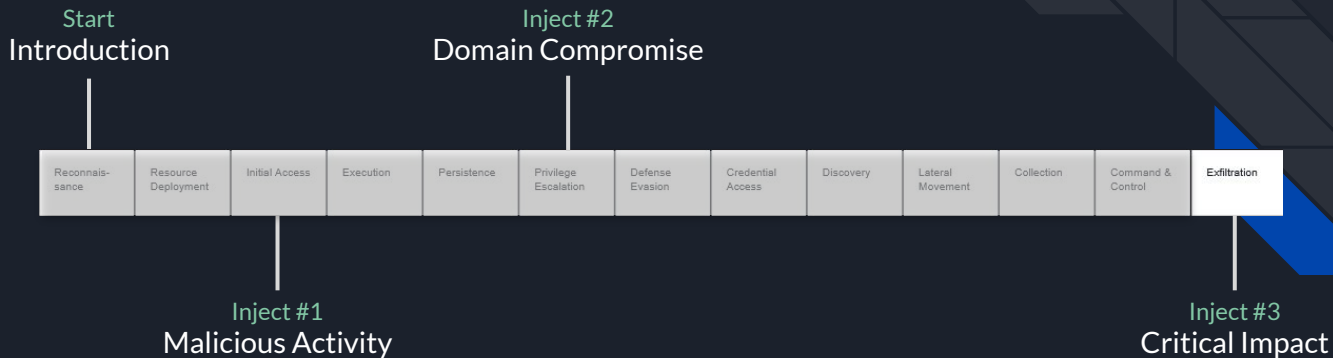 Start
Introduction
Inject #2
Domain Compromise
Reconnais-
sance
Resource
Deployment
Initial Access
Execution
Persistence
Privilege
Escalation
Defense
Evasion
Credential
Access
Discovery
Lateral
Movement
Collection
Command &
Control
Exfiltration
Inject #1
Malicious Activity
Inject #3
Critical Impact